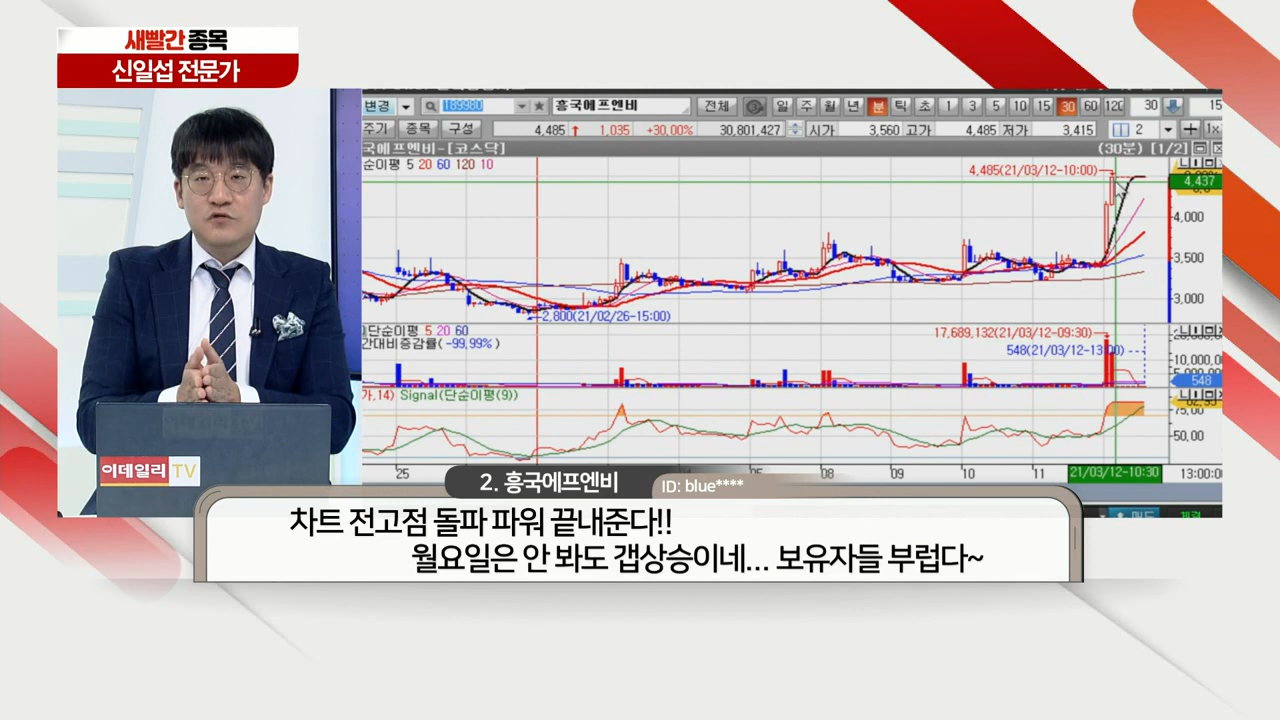 새빨간 종목
신일섭 전문가
변경 189980 흥국에프엔비 전체 일 주 월 년 분 틱 초 1 3 5 10 15 30 60 120 30 15
주기 종목 구성 4,485 ↑ 1,035 +30,00% 30,801,427 시가 3,560 고가 4,485 저가 3,415 2 1x
국에프엔비-[코스닥] (30분) [1/2]
순이평 5 20 60 120 10
4,485(21/03/12-10:00)
4,437
4,000
3,500
3,000
2,800(21/02/26-15:00)
단순이평 5 20 60
간대비증감률( -99,99% )
17,689,132(21/03/12-09:30)
548(21/03/12-13:00)
10,000,0
548
가,14) Signal(단순이평(9))
75,00
50,00
25 04 05 08 09 10 11 21/03/12-10:30 13:00:0
이데일리 TV
2. 흥국에프엔비
ID: blue****
차트 전고점 돌파 파워 끝내준다!!
월요일은 안 봐도 갭상승이네... 보유자들 부럽다~